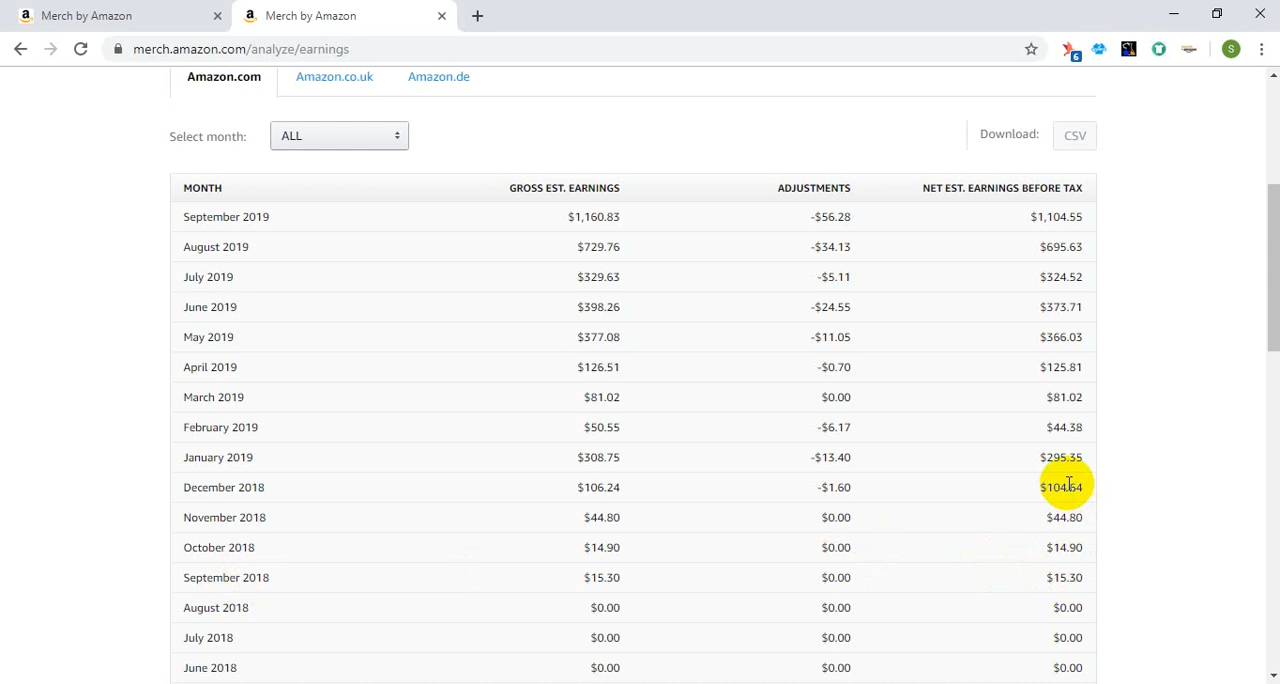 Merch by Amazon
Merch by Amazon
merch.amazon.com/analyze/earnings
6
S
Amazon.com Amazon.co.uk Amazon.de
Select month: ALL Download: CSV
MONTH GROSS EST. EARNINGS ADJUSTMENTS NET EST. EARNINGS BEFORE TAX
September 2019 $1,160.83 -$56.28 $1,104.55
August 2019 $729.76 -$34.13 $695.63
July 2019 $329.63 -$5.11 $324.52
June 2019 $398.26 -$24.55 $373.71
May 2019 $377.08 -$11.05 $366.03
April 2019 $126.51 -$0.70 $125.81
March 2019 $81.02 $0.00 $81.02
February 2019 $50.55 -$6.17 $44.38
January 2019 $308.75 -$13.40 $295.35
December 2018 $106.24 -$1.60 $104.64
November 2018 $44.80 $0.00 $44.80
October 2018 $14.90 $0.00 $14.90
September 2018 $15.30 $0.00 $15.30
August 2018 $0.00 $0.00 $0.00
July 2018 $0.00 $0.00 $0.00
June 2018 $0.00 $0.00 $0.00